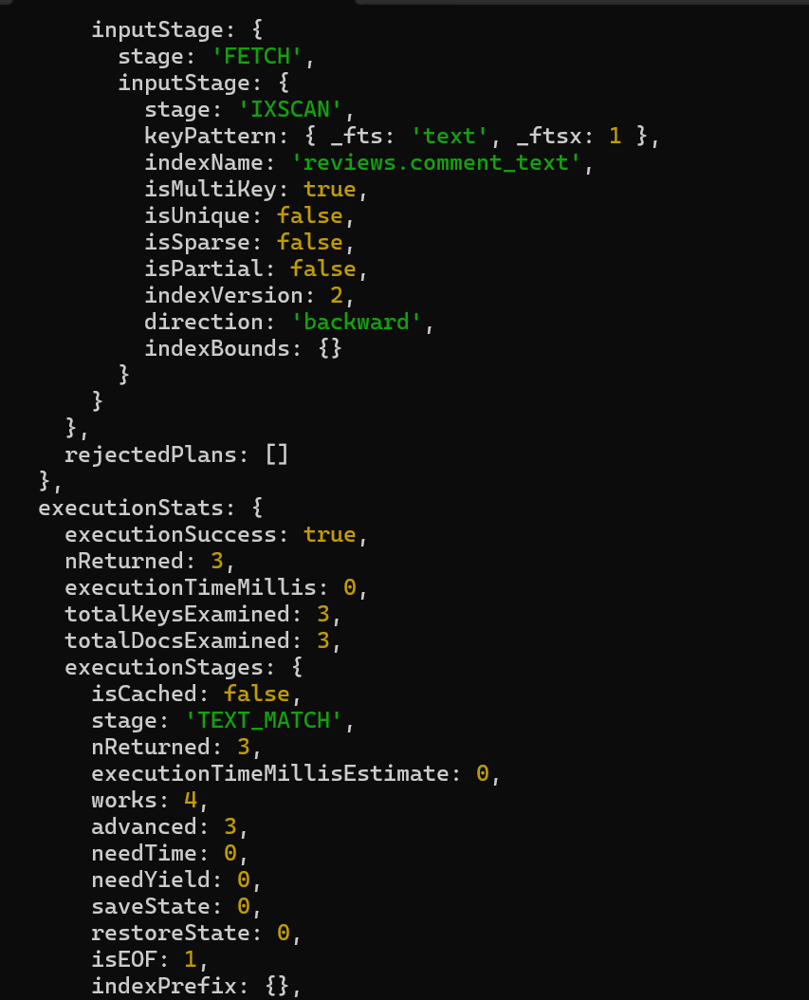 inputStage: {
stage: 'FETCH',
inputStage: {
stage: 'IXSCAN',
keyPattern: { _fts: 'text', _ftsx: 1 },
indexName: 'reviews.comment_text',
isMultiKey: true,
isUnique: false,
isSparse: false,
isPartial: false,
indexVersion: 2,
direction: 'backward',
indexBounds: {}
}
}
},
rejectedPlans: []
},
executionStats: {
executionSuccess: true,
nReturned: 3,
executionTimeMillis: 0,
totalKeysExamined: 3,
totalDocsExamined: 3,
executionStages: {
isCached: false,
stage: 'TEXT_MATCH',
nReturned: 3,
executionTimeMillisEstimate: 0,
works: 4,
advanced: 3,
needTime: 0,
needYield: 0,
saveState: 0,
restoreState: 0,
isEOF: 1,
indexPrefix: {},